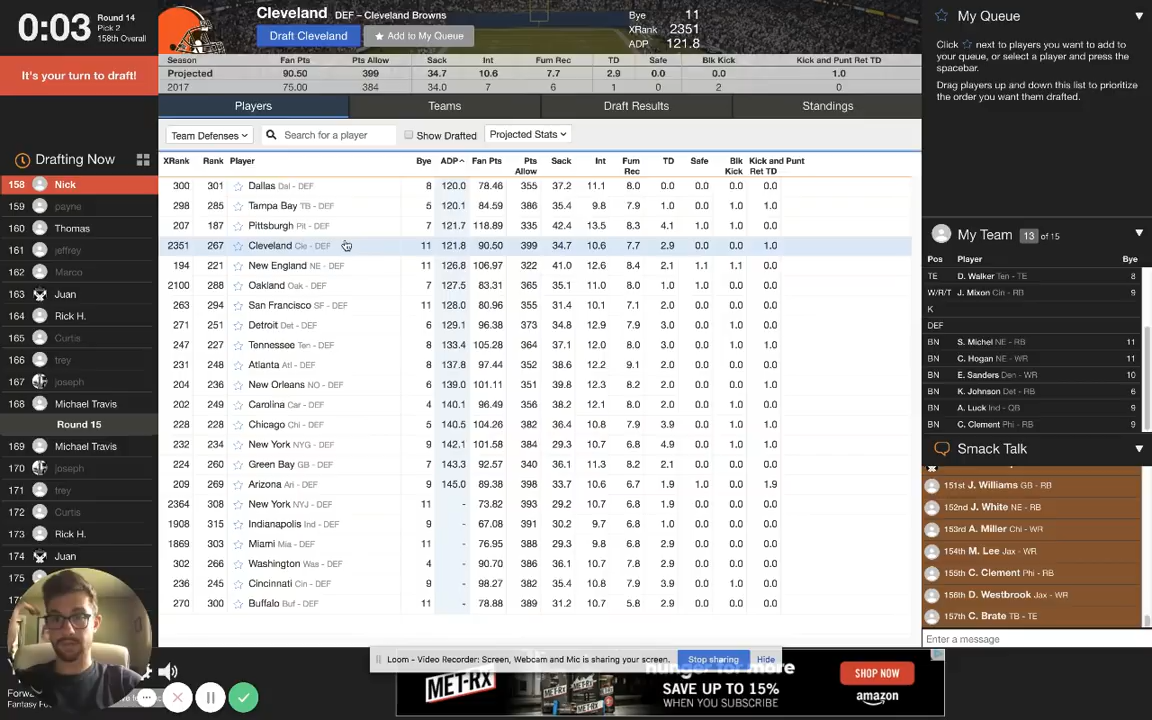 0:03
Round 14
Pick 2
158th Overall
It's your turn to draft!
Drafting Now
158 Nick
159 payne
160 Thomas
161 jeffrey
162 Marco
163 Juan
164 Rick H.
165 Curtis
166 trey
167 joseph
168 Michael Travis
Round 15
169 Michael Travis
170 joseph
171 trey
172 Curtis
173 Rick H.
174 Juan
175
Cleveland DEF – Cleveland Browns
Draft Cleveland
Add to My Queue
Bye 11
XRank 2351
ADP 121.8
Season Fan Pts Pts Allow Sack Int Fum Rec TD Safe Blk Kick Kick and Punt Ret TD
Projected 90.50 399 34.7 10.6 7.7 2.9 0.0 0.0 1.0
2017 75.00 384 34.0 7 6 1 0 2 0
Players Teams Draft Results Standings
Team Defenses Search for a player Show Drafted Projected Stats
XRank Rank Player Bye ADP Fan Pts Pts Allow Sack Int Fum Rec TD Safe Blk Kick Kick and Punt Ret TD
300 301 Dallas Dal - DEF 8 120.0 78.46 355 37.2 11.1 8.0 0.0 0.0 0.0 0.0
298 285 Tampa Bay TB - DEF 5 120.1 84.59 386 35.4 9.8 7.9 1.0 0.0 1.0 0.0
207 187 Pittsburgh Pit - DEF 7 121.7 118.89 335 42.4 13.5 8.3 4.1 1.0 1.0 0.0
2351 267 Cleveland Cle - DEF 11 121.8 90.50 399 34.7 10.6 7.7 2.9 0.0 0.0 1.0
194 221 New England NE - DEF 11 126.8 106.97 322 41.0 12.6 8.4 2.1 1.1 1.1 0.0
2100 288 Oakland Oak - DEF 7 127.5 83.31 365 35.1 11.0 8.0 1.0 0.0 1.0 0.0
263 294 San Francisco SF - DEF 11 128.0 80.96 355 31.4 10.1 7.1 2.0 0.0 0.0 0.0
271 251 Detroit Det - DEF 6 129.1 96.38 373 34.8 12.9 7.9 3.0 0.0 1.0 0.0
247 227 Tennessee Ten - DEF 8 133.4 105.28 364 37.1 12.0 8.0 3.0 0.0 1.0 0.0
231 248 Atlanta Atl - DEF 8 137.8 97.44 352 38.6 12.2 9.1 2.0 0.0 0.0 0.0
204 236 New Orleans NO - DEF 6 139.0 101.11 351 39.8 12.3 8.2 2.0 0.0 0.0 1.0
202 249 Carolina Car - DEF 4 140.1 96.49 356 38.2 12.1 8.0 2.0 0.0 1.0 0.0
228 228 Chicago Chi - DEF 5 140.5 104.26 382 36.4 10.8 7.9 3.9 0.0 1.0 1.0
232 234 New York NYG - DEF 9 142.1 101.58 384 29.3 10.7 6.8 4.9 0.0 1.0 1.0
224 260 Green Bay GB - DEF 7 143.3 92.57 340 36.1 11.3 8.2 2.1 0.0 0.0 0.0
209 269 Arizona Ari - DEF 9 145.0 89.38 398 33.7 10.6 6.7 1.9 0.0 1.0 1.9
2364 308 New York NYJ - DEF 11 - 73.82 393 29.2 10.7 6.8 1.9 0.0 0.0 0.0
1908 315 Indianapolis Ind - DEF 9 - 67.08 391 30.2 9.7 6.8 1.0 0.0 0.0 0.0
1869 303 Miami Mia - DEF 11 - 76.95 388 29.3 9.8 6.8 2.9 0.0 0.0 0.0
302 266 Washington Was - DEF 4 - 90.70 386 31.1 10.7 7.8 2.9 0.0 0.0 0.0
236 245 Cincinnati Cin - DEF 9 - 98.27 382 35.4 10.8 7.9 3.9 0.0 1.0 0.0
270 300 Buffalo Buf - DEF 11 - 78.88 389 31.2 10.7 5.8 2.9 0.0 0.0 0.0
My Queue
Click next to players you want to add to
your queue, or select a player and press the
spacebar.
Drag players up and down this list to prioritize
the order you want them drafted.
My Team 13 of 15
Pos Player Bye
TE D. Walker Ten - TE 8
W/R/T J. Mixon Cin - RB 9
K
DEF
BN S. Michel NE - RB 11
BN C. Hogan NE - WR 11
BN E. Sanders Den - WR 10
BN K. Johnson Det - RB 6
BN A. Luck Ind - QB 9
BN C. Clement Phi - RB 9
Smack Talk
151st J. Williams GB - RB
152nd J. White NE - RB
153rd A. Miller Chi - WR
154th M. Lee Jax - WR
155th C. Clement Phi - RB
156th D. Westbrook Jax - WR
157th C. Brate TB - TE
Enter a message
Loom – Video Recorder: Screen, Webcam and Mic is sharing your screen.
Stop sharing
Hide
MET-RX
hunger for more
SAVE UP TO 15%
WHEN YOU SUBSCRIBE
SHOP NOW
amazon